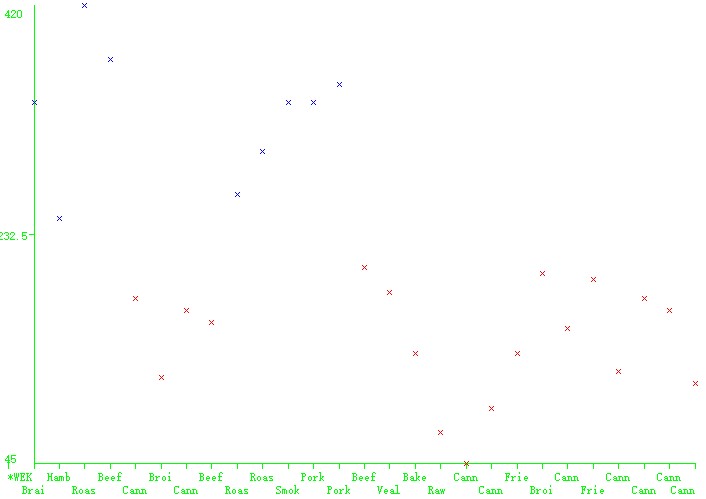 420
232.5
45
*WEK Hamb Beef Broi Beef Roas Pork Beef Bake Cann Frie Cann Cann Cann
Brai Roas Cann Cann Roas Smok Pork Veal Raw Cann Broi Frie Cann Cann